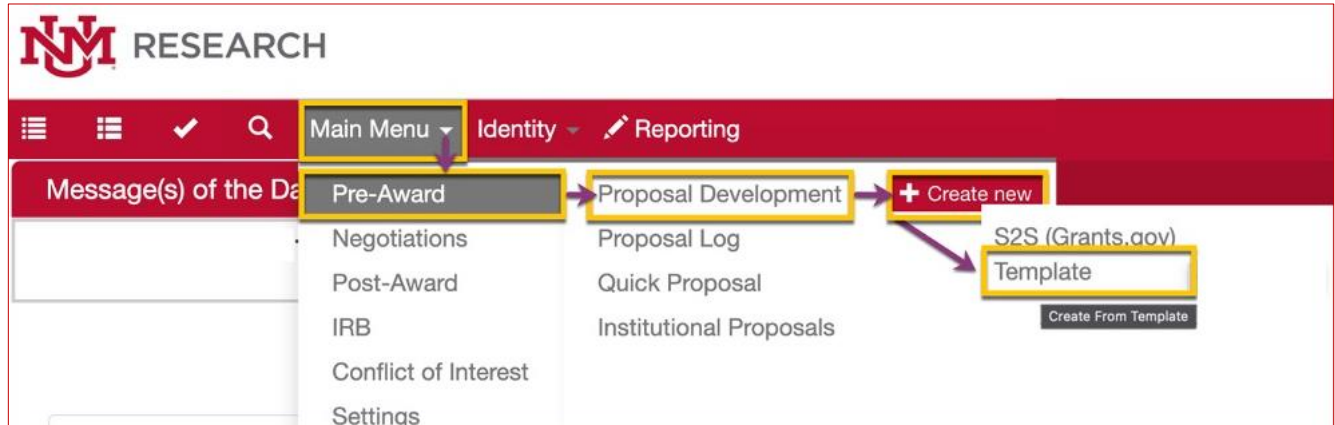 UNM RESEARCH
Main Menu Identity Reporting
Message(s) of the Da
Pre-Award Proposal Development + Create new
Negotiations Proposal Log S2S (Grants.gov)
Post-Award Quick Proposal Template
IRB Institutional Proposals Create From Template
Conflict of Interest
Settings